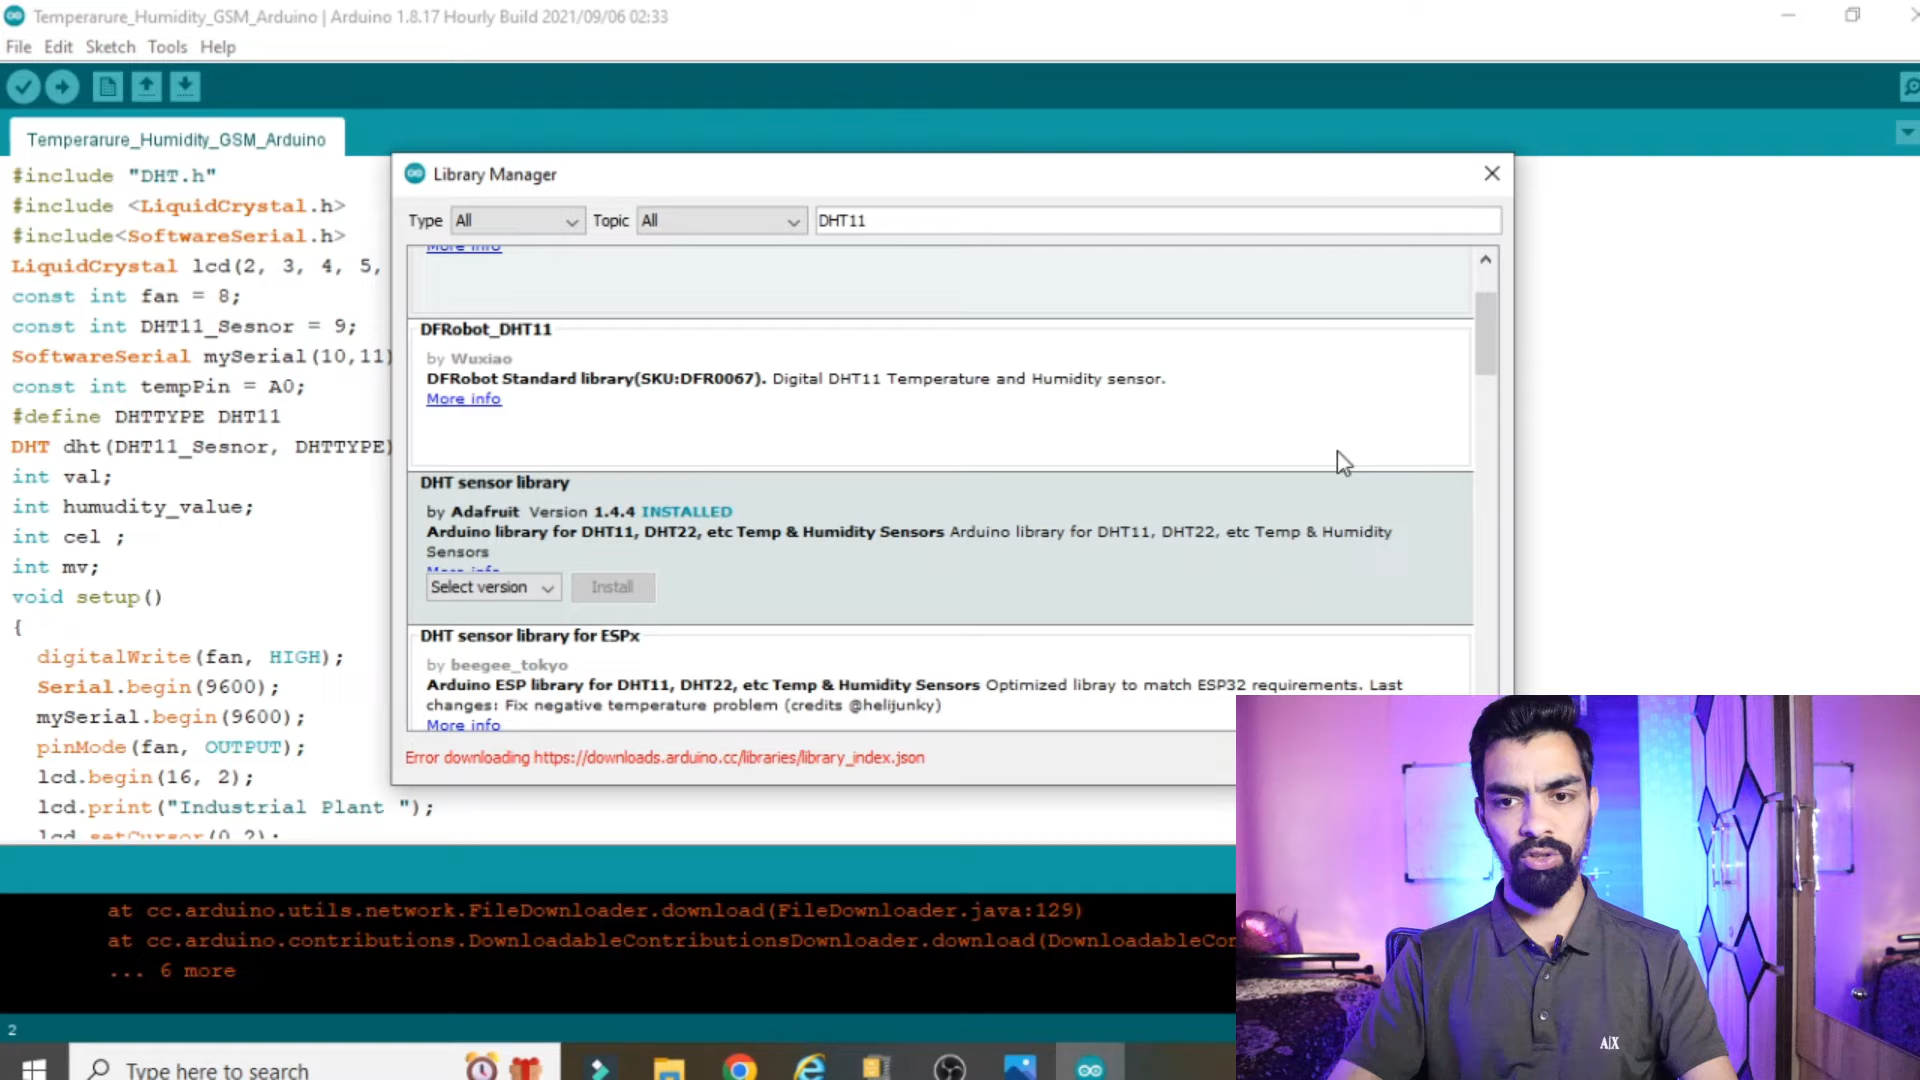 Temperarure_Humidity_GSM_Arduino | Arduino 1.8.17 Hourly Build 2021/09/06 02:33
File Edit Sketch Tools Help
Temperarure_Humidity_GSM_Arduino
#include "DHT.h"
#include <LiquidCrystal.h>
#include<SoftwareSerial.h>
LiquidCrystal lcd(2, 3, 4, 5,
const int fan = 8;
const int DHT11_Sesnor = 9;
SoftwareSerial mySerial(10,11)
const int tempPin = A0;
#define DHTTYPE DHT11
DHT dht(DHT11_Sesnor, DHTTYPE)
int val;
int humudity_value;
int cel ;
int mv;
void setup()
{
digitalWrite(fan, HIGH);
Serial.begin(9600);
mySerial.begin(9600);
pinMode(fan, OUTPUT);
lcd.begin(16, 2);
lcd.print("Industrial Plant ");
lcd.setCursor(0,2);
Library Manager
Type All Topic All DHT11
More info
DFRobot_DHT11
by Wuxiao
DFRobot Standard library(SKU:DFR0067). Digital DHT11 Temperature and Humidity sensor.
More info
DHT sensor library
by Adafruit Version 1.4.4 INSTALLED
Arduino library for DHT11, DHT22, etc Temp & Humidity Sensors Arduino library for DHT11, DHT22, etc Temp & Humidity
Sensors
More info
Select version Install
DHT sensor library for ESPx
by beegee_tokyo
Arduino ESP library for DHT11, DHT22, etc Temp & Humidity Sensors Optimized libray to match ESP32 requirements. Last
changes: Fix negative temperature problem (credits @helijunky)
More info
Error downloading https://downloads.arduino.cc/libraries/library_index.json
at cc.arduino.utils.network.FileDownloader.download(FileDownloader.java:129)
at cc.arduino.contributions.DownloadableContributionsDownloader.download(DownloadableCon
... 6 more
2
Type here to search
A|X